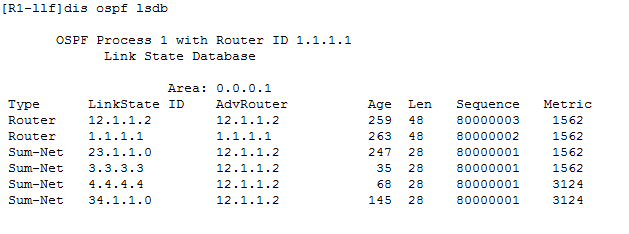 [R1-llf]dis ospf lsdb
OSPF Process 1 with Router ID 1.1.1.1
Link State Database
Area: 0.0.0.1
Type LinkState ID AdvRouter Age Len Sequence Metric
Router 12.1.1.2 12.1.1.2 259 48 80000003 1562
Router 1.1.1.1 1.1.1.1 263 48 80000002 1562
Sum-Net 23.1.1.0 12.1.1.2 247 28 80000001 1562
Sum-Net 3.3.3.3 12.1.1.2 35 28 80000001 1562
Sum-Net 4.4.4.4 12.1.1.2 68 28 80000001 3124
Sum-Net 34.1.1.0 12.1.1.2 145 28 80000001 3124